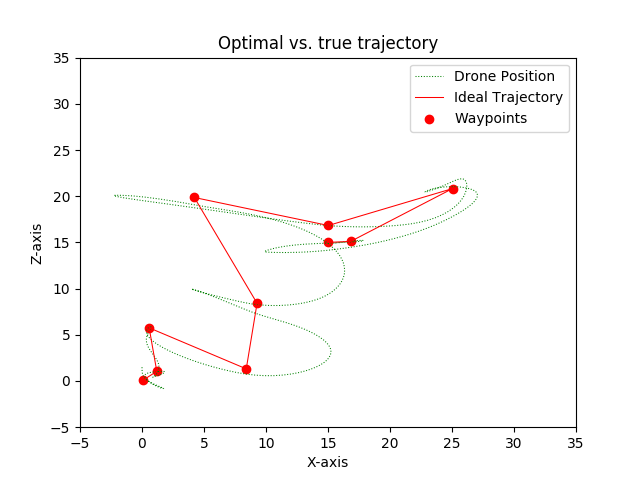 Optimal vs. true trajectory
Drone Position
Ideal Trajectory
Waypoints
Z-axis
35
30
25
20
15
10
5
0
−5
−5 0 5 10 15 20 25 30 35
X-axis